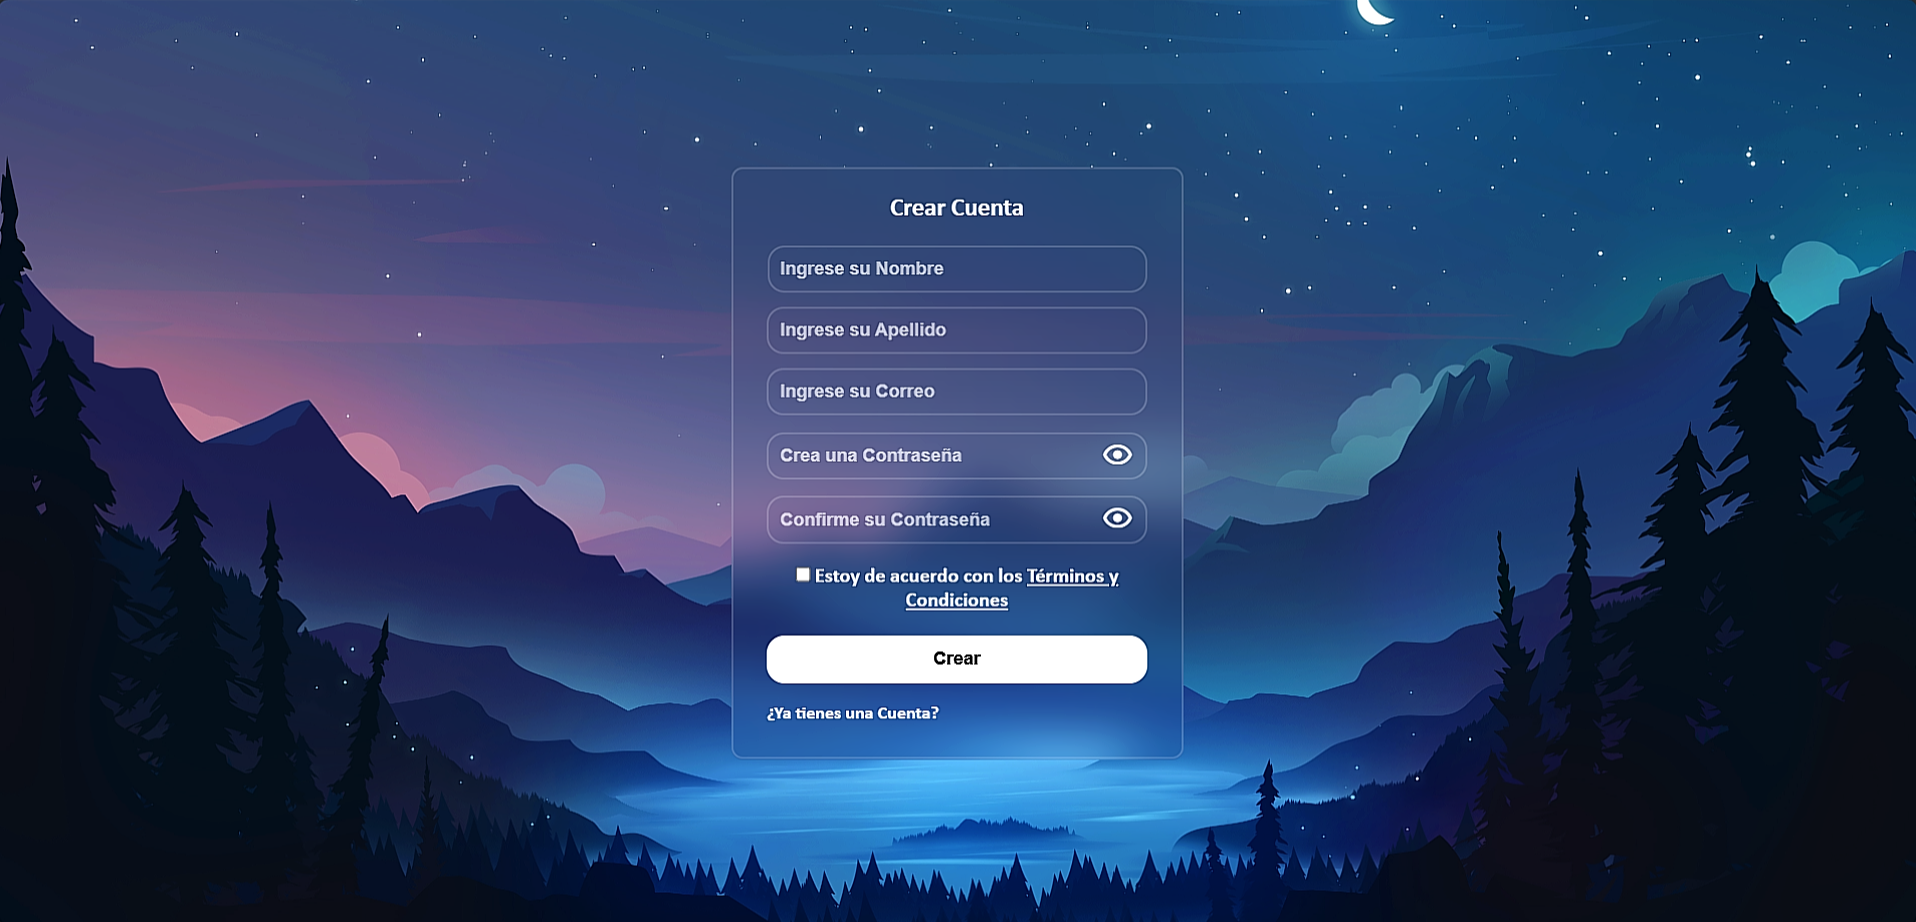 Crear Cuenta
Ingrese su Nombre
Ingrese su Apellido
Ingrese su Correo
Crea una Contraseña
Confirme su Contraseña
Estoy de acuerdo con los Términos y
Condiciones
Crear
¿Ya tienes una Cuenta?